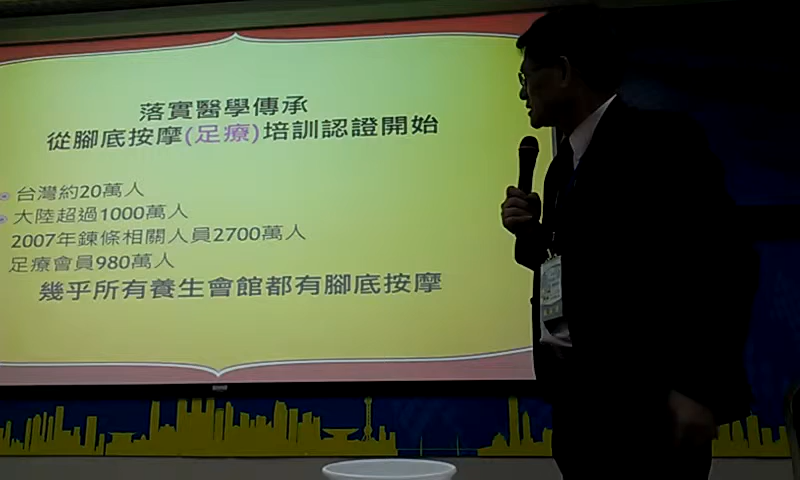 落實醫學傳承
從腳底按摩(足療)培訓認證開始
台灣約20萬人
大陸超過1000萬人
2007年鍊條相關人員2700萬人
足療會員980萬人
幾乎所有養生會館都有腳底按摩